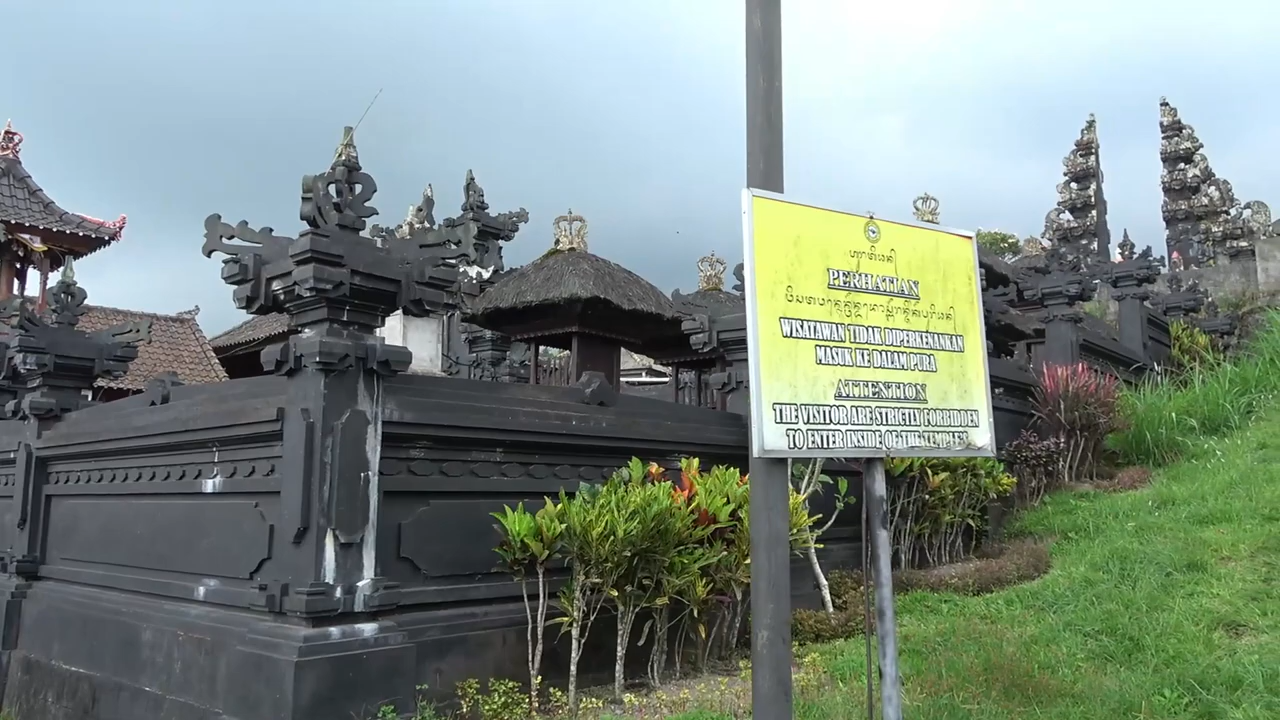 PERHATIAN
WISATAWAN TIDAK DIPERKENANKAN
MASUK KE DALAM PURA
ATTENTION
THE VISITOR ARE STRICTLY FORBIDDEN
TO ENTER INSIDE OF THE TEMPLE'S